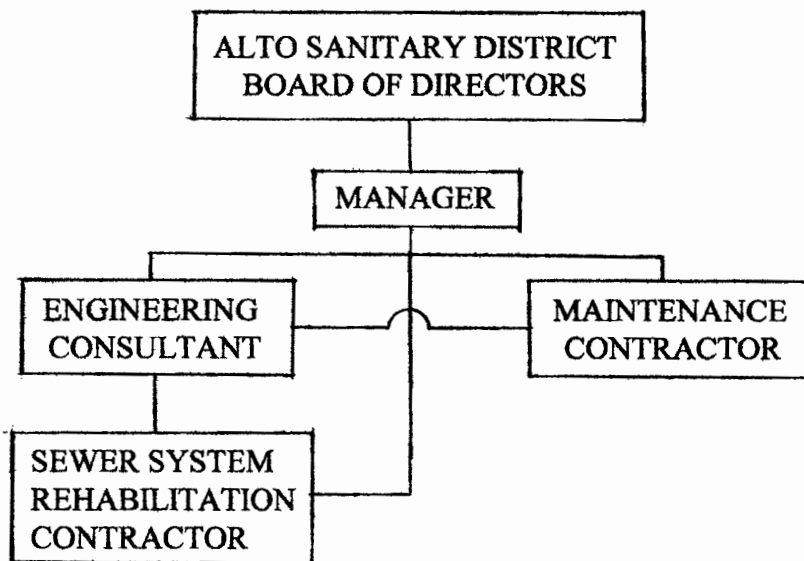 ALTO SANITARY DISTRICT
BOARD OF DIRECTORS
MANAGER
ENGINEERING
CONSULTANT
MAINTENANCE
CONTRACTOR
SEWER SYSTEM
REHABILITATION
CONTRACTOR